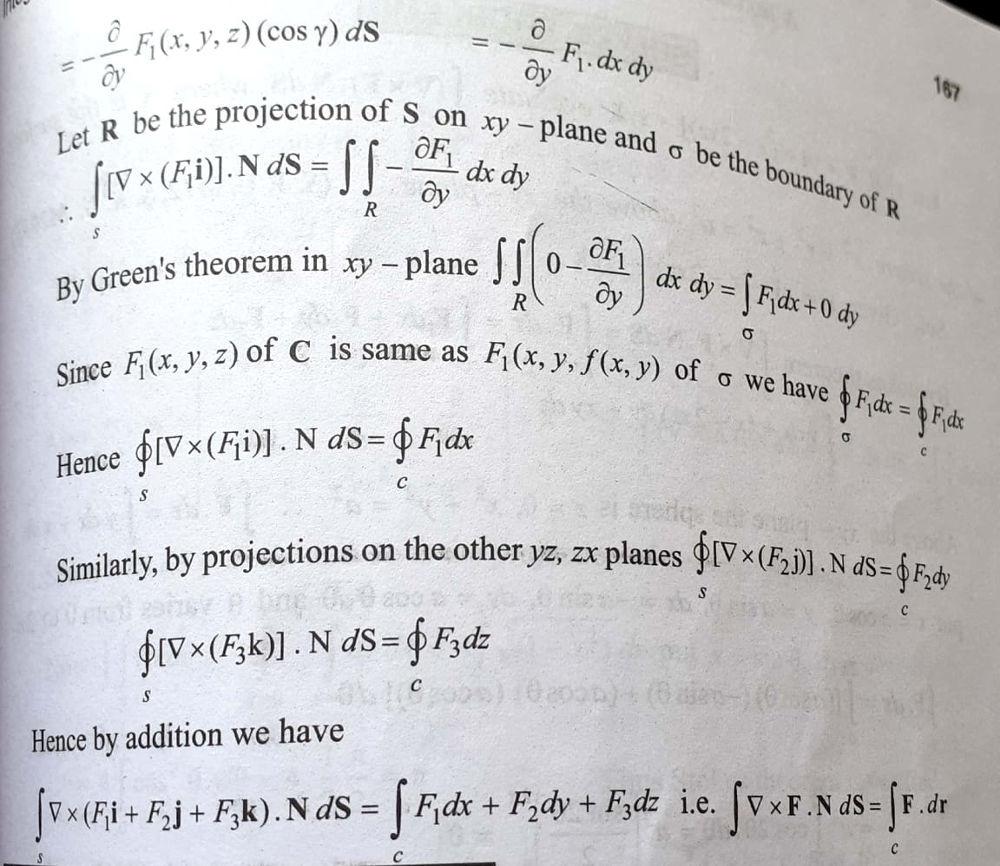 = −∂/∂y F₁(x, y, z) (cos γ) dS = −∂/∂y F₁. dx dy
167
Let R be the projection of S on xy – plane and σ be the boundary of R
∴ ∫_S [∇ × (F₁i)]. N dS = ∬_R − ∂F₁/∂y dx dy
By Green's theorem in xy – plane ∬_R (0 − ∂F₁/∂y) dx dy = ∫_σ F₁dx + 0 dy
Since F₁(x, y, z) of C is same as F₁(x, y, f(x, y) of σ we have ∮_σ F₁dx = ∮_c F₁dx
Hence ∮_S [∇ × (F₁i)] . N dS = ∮_C F₁dx
Similarly, by projections on the other yz, zx planes ∮_S [∇ × (F₂j)] . N dS = ∮_C F₂dy
∮_S [∇ × (F₃k)] . N dS = ∮_C F₃dz
Hence by addition we have
∫_S ∇ × (F₁i + F₂j + F₃k) . N dS = ∫_C F₁dx + F₂dy + F₃dz i.e. ∫ ∇ × F . N dS = ∫_C F . dr